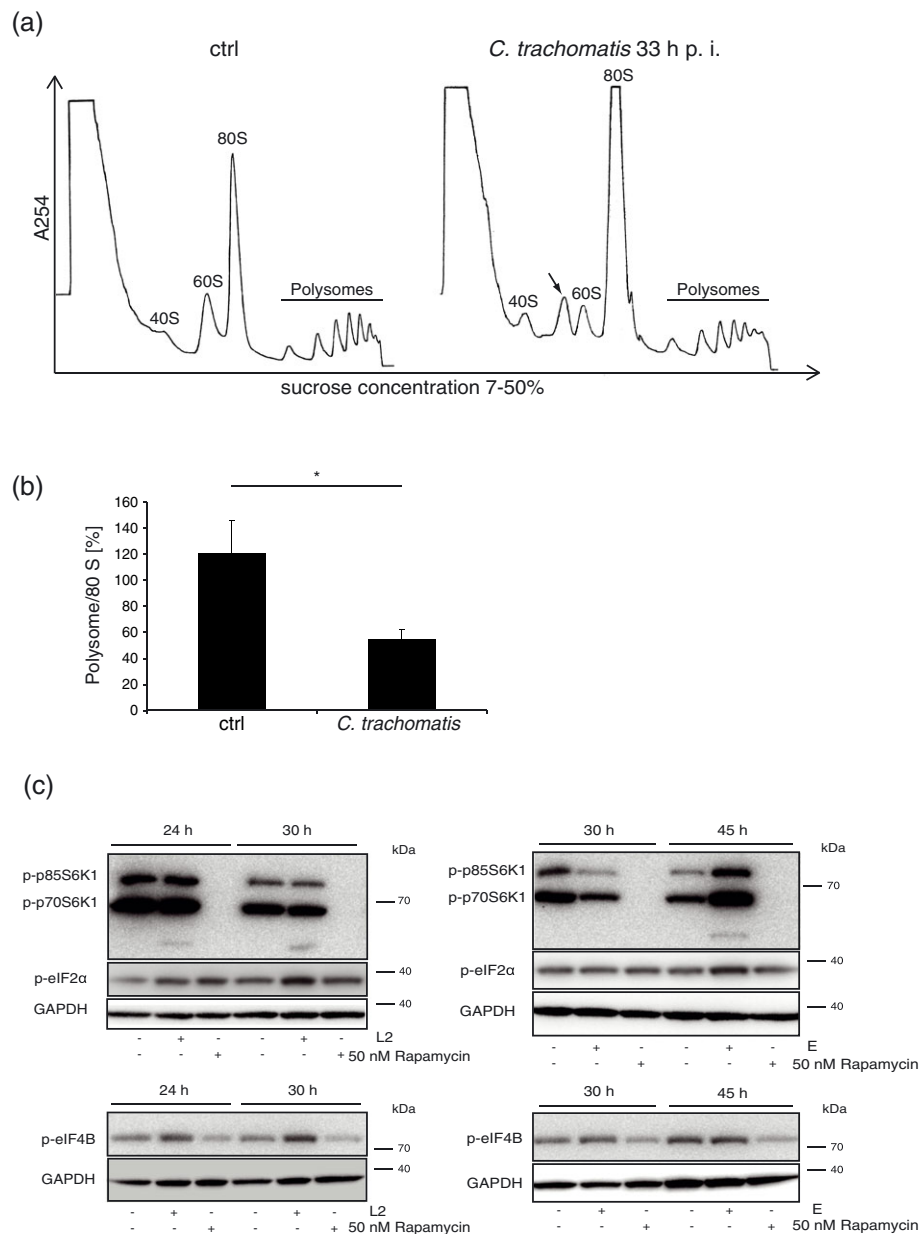 (a)
ctrl
C. trachomatis 33 h p. i.
80S
80S
A254
60S
40S
Polysomes
40S
60S
Polysomes
sucrose concentration 7-50%
(b)
*
Polysome/80 S [%]
160
140
120
100
80
60
40
20
0
ctrl
C. trachomatis
(c)
24 h 30 h
kDa
p-p85S6K1
p-p70S6K1
70
p-eIF2α
40
GAPDH
40
- + - - + - L2
- - + - - + 50 nM Rapamycin
30 h 45 h
kDa
p-p85S6K1
70
p-p70S6K1
p-eIF2α
40
GAPDH
40
- + - - + - E
- - + - - + 50 nM Rapamycin
24 h 30 h
kDa
p-eIF4B
70
40
GAPDH
- + - - + - L2
- - + - - + 50 nM Rapamycin
30 h 45 h
kDa
p-eIF4B
70
40
GAPDH
- + - - + - E
- - + - - + 50 nM Rapamycin